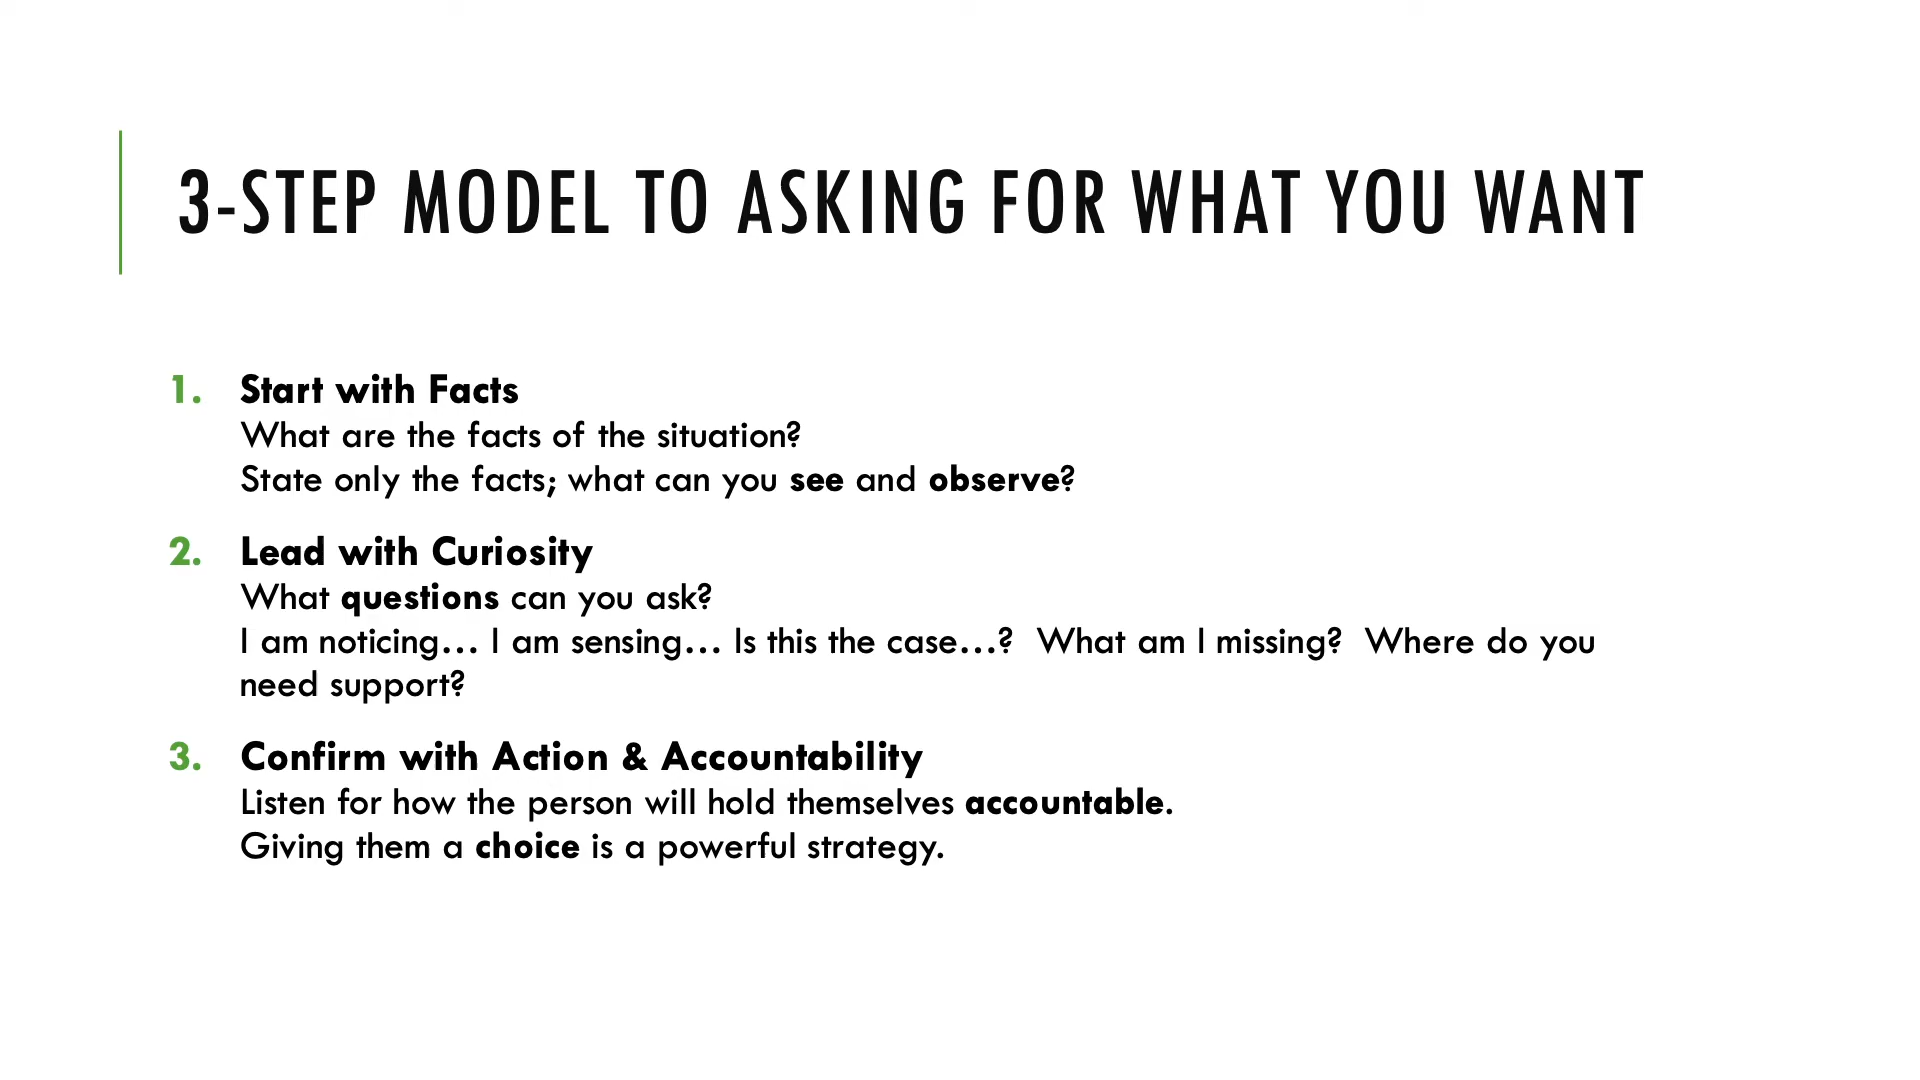 3-STEP MODEL TO ASKING FOR WHAT YOU WANT
1. Start with Facts
What are the facts of the situation?
State only the facts; what can you see and observe?
2. Lead with Curiosity
What questions can you ask?
I am noticing… I am sensing… Is this the case…?  What am I missing?  Where do you
need support?
3. Confirm with Action & Accountability
Listen for how the person will hold themselves accountable.
Giving them a choice is a powerful strategy.